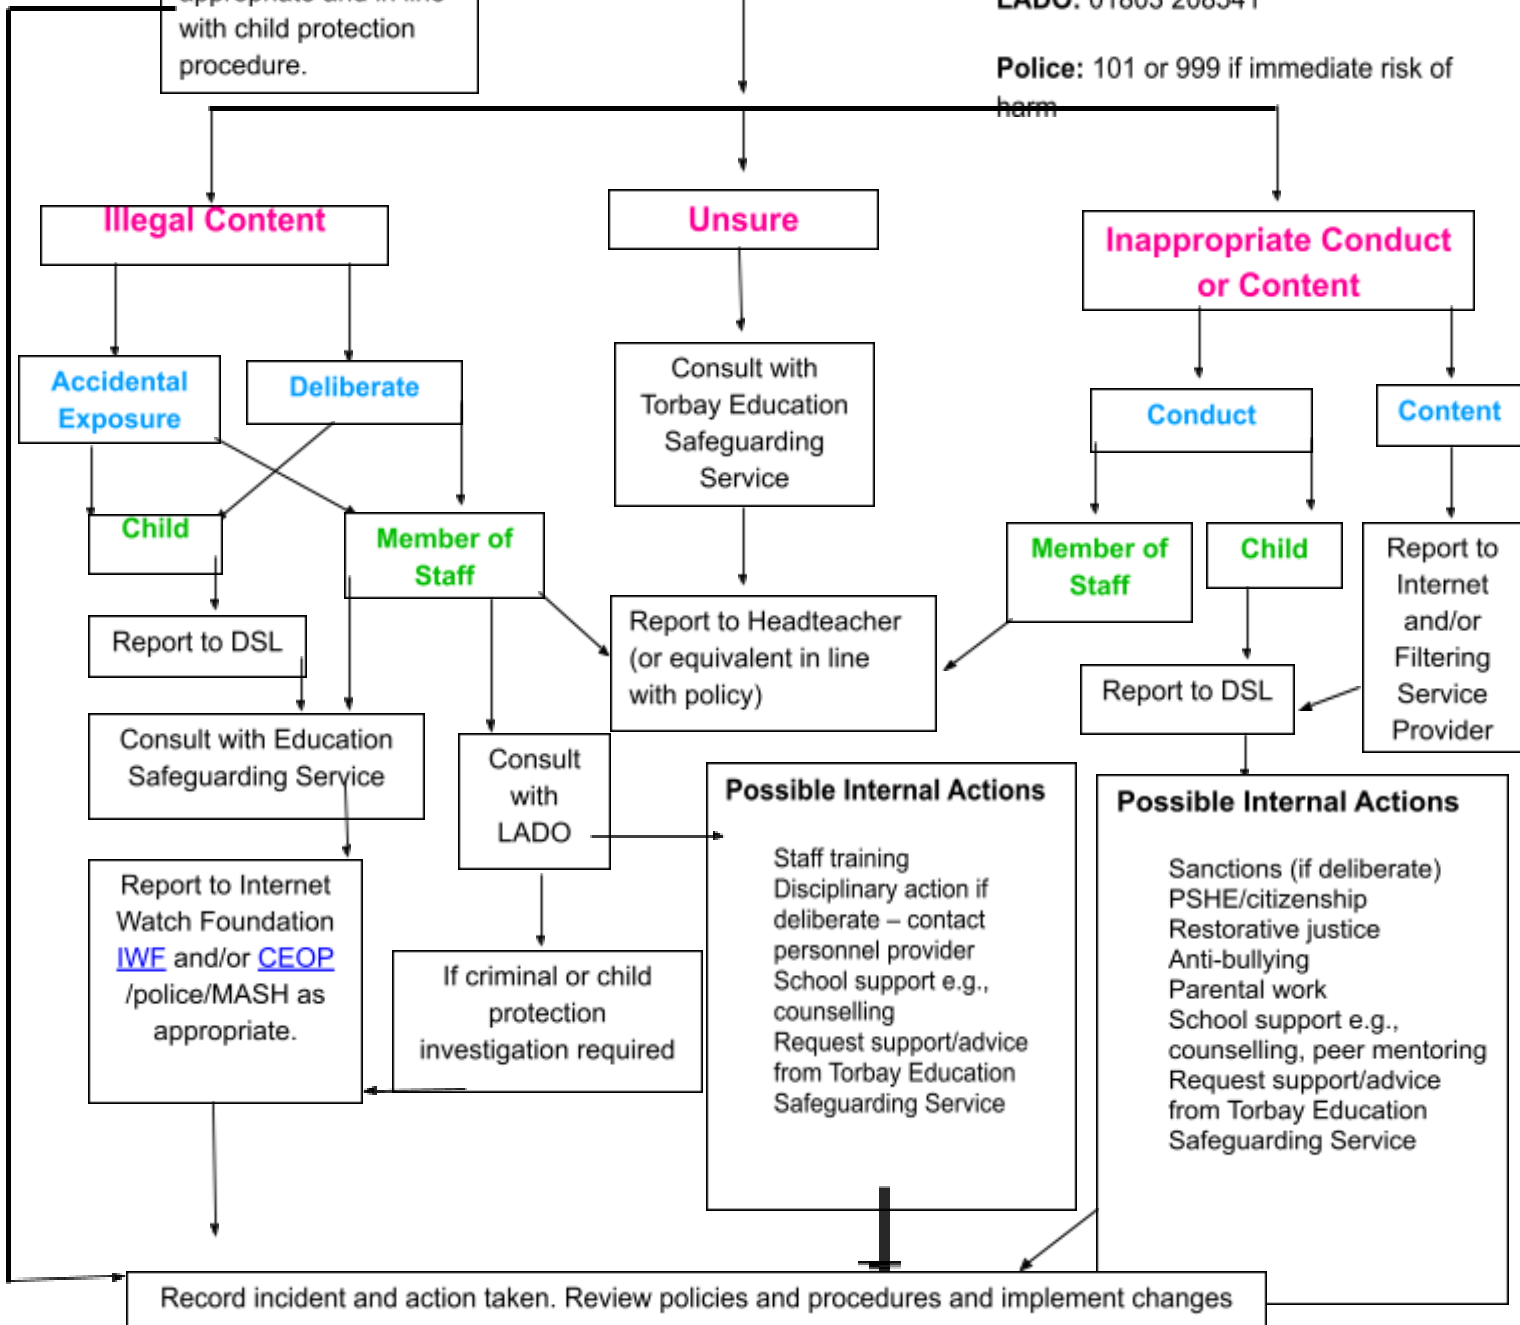 with child protection
procedure.
Police: 101 or 999 if immediate risk of
harm
Illegal Content
Unsure
Inappropriate Conduct
or Content
Accidental
Exposure
Deliberate
Consult with
Torbay Education
Safeguarding
Service
Conduct
Content
Child
Member of
Staff
Member of
Staff
Child
Report to
Internet
and/or
Filtering
Service
Provider
Report to DSL
Report to Headteacher
(or equivalent in line
with policy)
Report to DSL
Consult with Education
Safeguarding Service
Consult
with
LADO
Possible Internal Actions
Staff training
Disciplinary action if
deliberate – contact
personnel provider
School support e.g.,
counselling
Request support/advice
from Torbay Education
Safeguarding Service
Possible Internal Actions
Sanctions (if deliberate)
PSHE/citizenship
Restorative justice
Anti-bullying
Parental work
School support e.g.,
counselling, peer mentoring
Request support/advice
from Torbay Education
Safeguarding Service
Report to Internet
Watch Foundation
IWF and/or CEOP
/police/MASH as
appropriate.
If criminal or child
protection
investigation required
Record incident and action taken. Review policies and procedures and implement changes